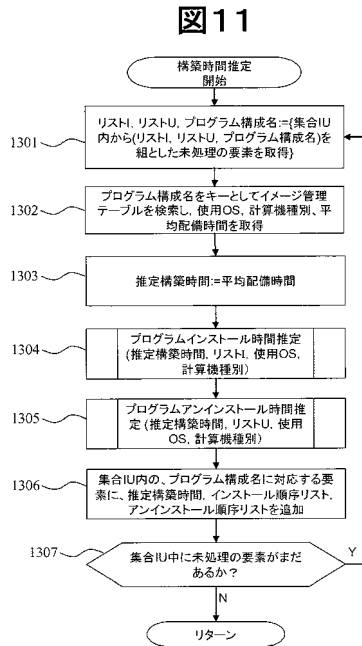 図11
構築時間推定
開始
1301
リストI, リストU, プログラム構成名:={集合IU
内から(リストI, リストU, プログラム構成名)を
組とした未処理の要素を取得}
1302
プログラム構成名をキーとしてイメージ管理
テーブルを検索し, 使用OS, 計算機種別、平
均配備時間を取得
1303
推定構築時間:=平均配備時間
1304
プログラムインストール時間推定
(推定構築時間, リストI, 使用OS,
計算機種別)
1305
プログラムアンインストール時間推
定 (推定構築時間, リストU, 使用
OS, 計算機種別)
1306
集合IU内の、プログラム構成名に対応する要
素に、推定構築時間, インストール順序リスト,
アンインストール順序リストを追加
1307
集合IU中に未処理の要素がまだ
あるか?
Y
N
リターン